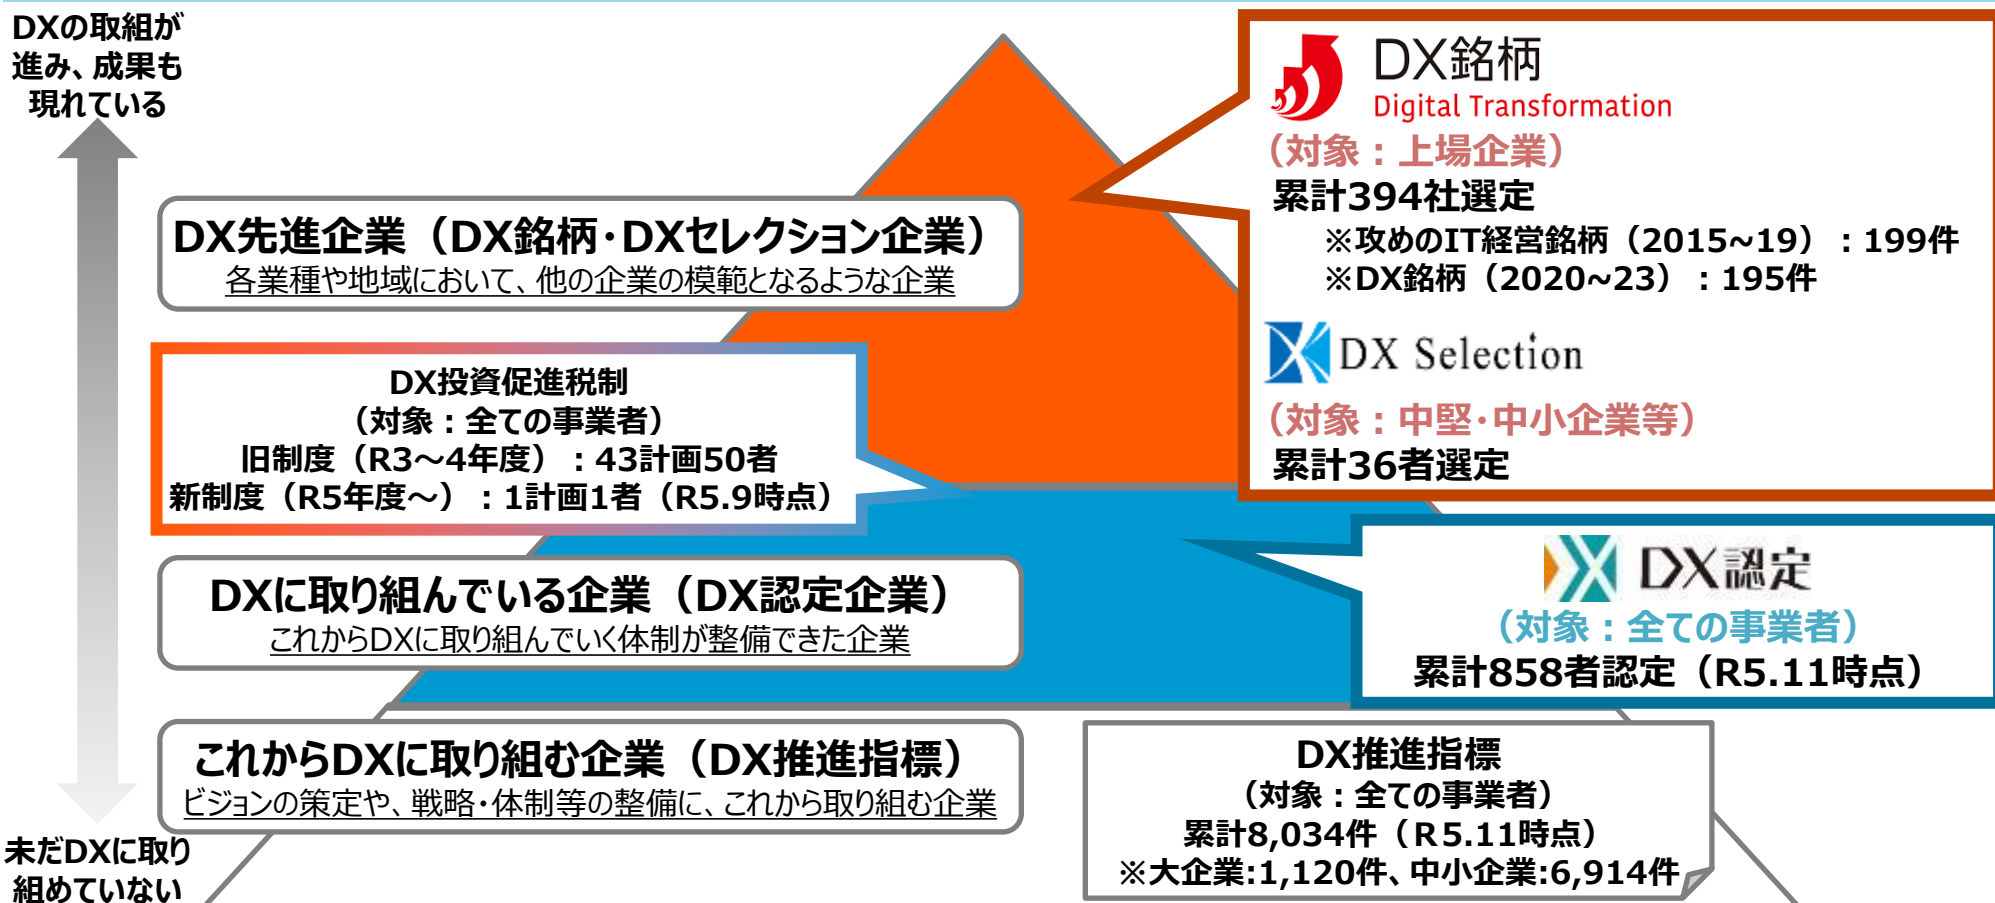 DXの取組が
進み、成果も
現れている
DX銘柄
Digital Transformation
（対象：上場企業）
累計394社選定
※攻めのIT経営銘柄（2015~19）：199件
※DX銘柄（2020~23）：195件
DX Selection
（対象：中堅・中小企業等）
累計36者選定
DX先進企業（DX銘柄・DXセレクション企業）
各業種や地域において、他の企業の模範となるような企業
DX投資促進税制
（対象：全ての事業者）
旧制度（R3～4年度）：43計画50者
新制度（R5年度～）：1計画1者（R5.9時点）
DX認定
（対象：全ての事業者）
累計858者認定（R5.11時点）
DXに取り組んでいる企業（DX認定企業）
これからDXに取り組んでいく体制が整備できた企業
これからDXに取り組む企業（DX推進指標）
ビジョンの策定や、戦略・体制等の整備に、これから取り組む企業
DX推進指標
（対象：全ての事業者）
累計8,034件（Ｒ5.11時点）
※大企業:1,120件、中小企業:6,914件
未だDXに取り
組めていない